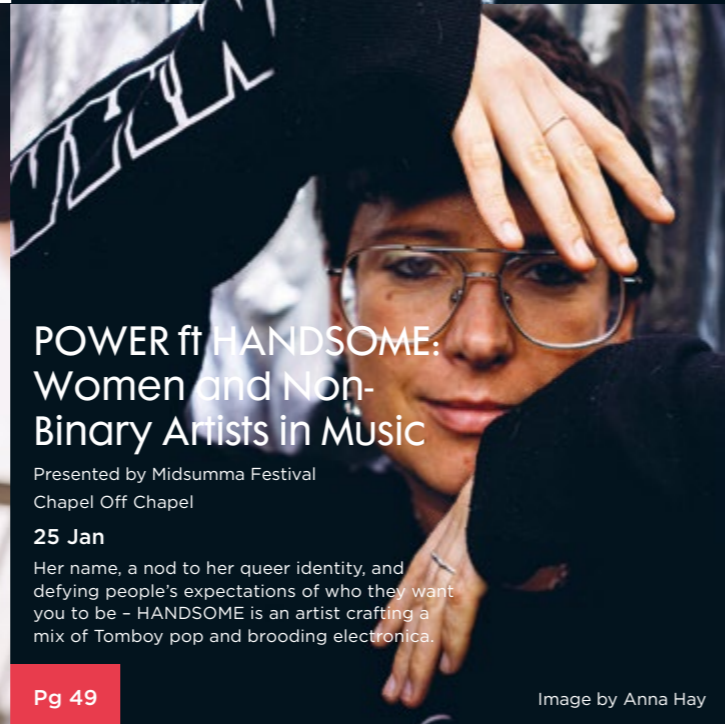 POWER ft HANDSOME:
Women and Non-
Binary Artists in Music
Presented by Midsumma Festival
Chapel Off Chapel
25 Jan
Her name, a nod to her queer identity, and
defying people's expectations of who they want
you to be – HANDSOME is an artist crafting a
mix of Tomboy pop and brooding electronica.
Pg 49
Image by Anna Hay